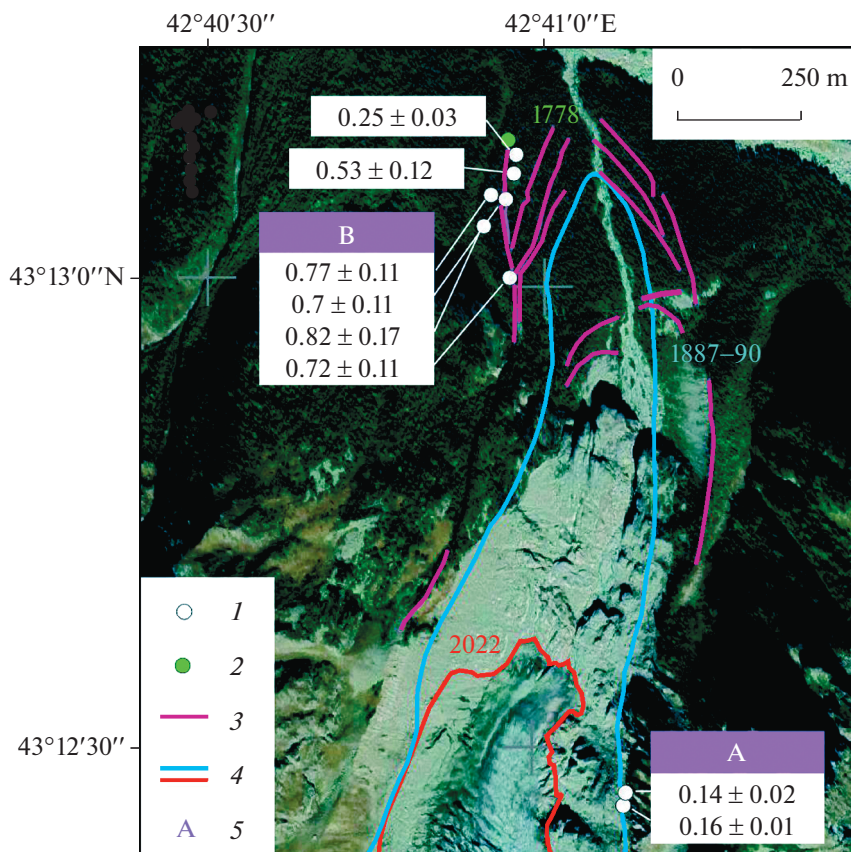 42°40′30′′
42°41′0′′E
0
250 m
0.25 ± 0.03
1778
0.53 ± 0.12
B
43°13′0′′N
0.77 ± 0.11
0.7 ± 0.11
0.82 ± 0.17
0.72 ± 0.11
1887–90
1
2
2022
3
43°12′30′′
4
A
0.14 ± 0.02
0.16 ± 0.01
A
5